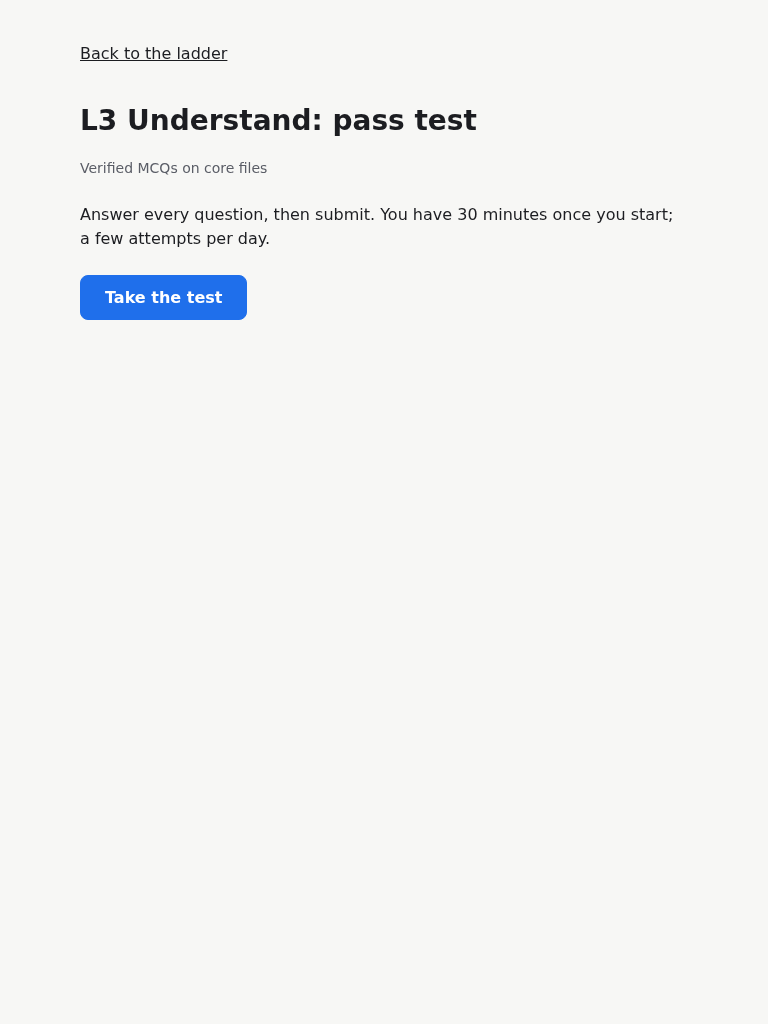 Back to the ladder
L3 Understand: pass test
Verified MCQs on core files
Answer every question, then submit. You have 30 minutes once you start;
a few attempts per day.
Take the test